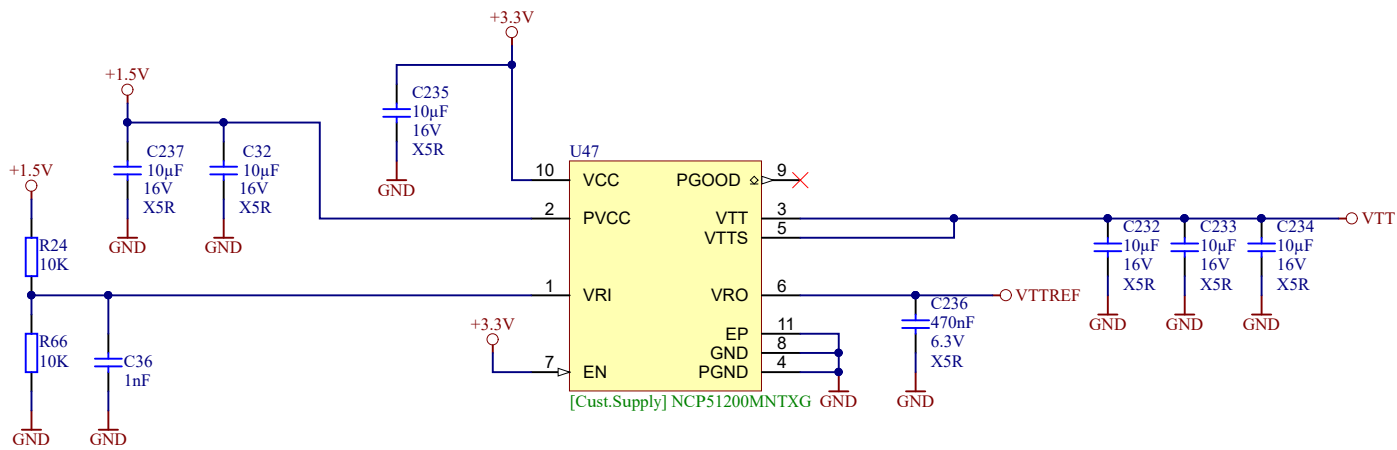 +3.3V
+1.5V
C235
10µF
16V
X5R
GND
+1.5V
C237
10µF
16V
X5R
GND
C32
10µF
16V
X5R
GND
R24
10K
R66
10K
GND
C36
1nF
GND
+3.3V
U47
10 VCC
2 PVCC
1 VRI
7 EN
PGOOD 9
VTT 3
VTTS 5
VRO 6
EP 11
GND 8
PGND 4
[Cust.Supply] NCP51200MNTXG
GND
C236
470nF
6.3V
X5R
GND
VTTREF
C232
10µF
16V
X5R
GND
C233
10µF
16V
X5R
GND
C234
10µF
16V
X5R
GND
VTT